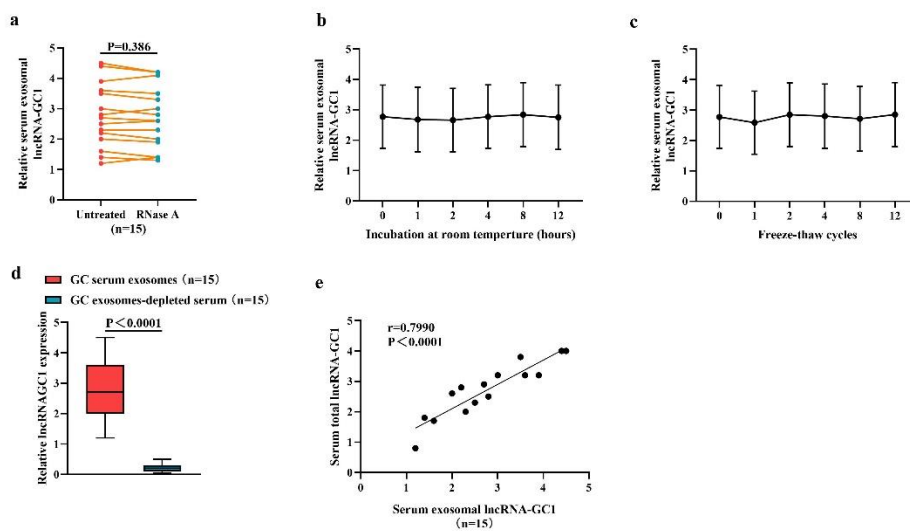 a
P=0.386
Relative serum exosomal
lncRNA-GC1
5
4
3
2
1
0
Untreated RNase A
(n=15)
b
Relative serum exosomal
lncRNA-GC1
5
4
3
2
1
0
0 1 2 4 8 12
Incubation at room temperture (hours)
c
Relative serum exosomal
lncRNA-GC1
5
4
3
2
1
0
0 1 2 4 8 12
Freeze-thaw cycles
d
GC serum exosomes (n=15)
GC exosomes-depleted serum (n=15)
P<0.0001
Relative lncRNAGC1 expression
5
4
3
2
1
0
e
r=0.7990
P<0.0001
Serum total lncRNA-GC1
5
4
3
2
1
0
0 1 2 3 4 5
Serum exosomal lncRNA-GC1
(n=15)